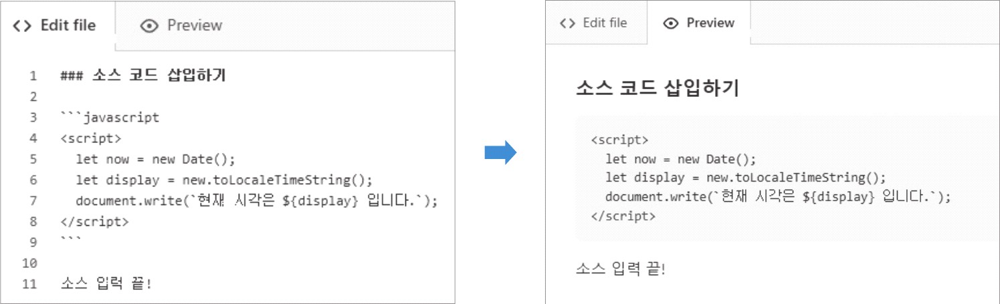 Edit file
Preview
1 ### 소스 코드 삽입하기
2
3 ```javascript
4 <script>
5   let now = new Date();
6   let display = new.toLocaleTimeString();
7   document.write(`현재 시각은 ${display} 입니다.`);
8 </script>
9 ```
10
11 소스 입력 끝!
Edit file
Preview
소스 코드 삽입하기
<script>
  let now = new Date();
  let display = new.toLocaleTimeString();
  document.write(`현재 시각은 ${display} 입니다.`);
</script>
소스 입력 끝!